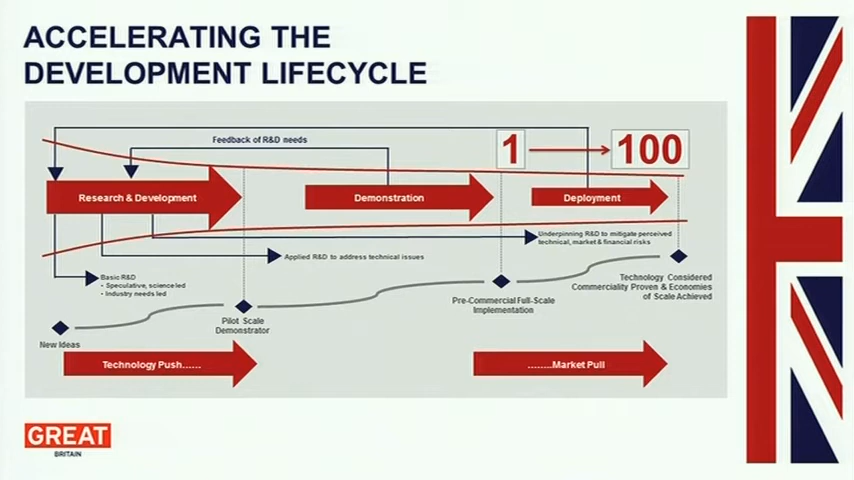 ACCELERATING THE
DEVELOPMENT LIFECYCLE
Feedback of R&D needs
1
100
Research & Development
Demonstration
Deployment
Underpinning R&D to mitigate perceived
technical, market & financial risks
Applied R&D to address technical issues
Basic R&D
• Speculative, science led
• Industry needs led
Technology Considered
Commerciality Proven & Economies
of Scale Achieved
Pre-Commercial Full-Scale
Implementation
Pilot Scale
Demonstrator
New Ideas
Technology Push......
........Market Pull
GREAT
BRITAIN